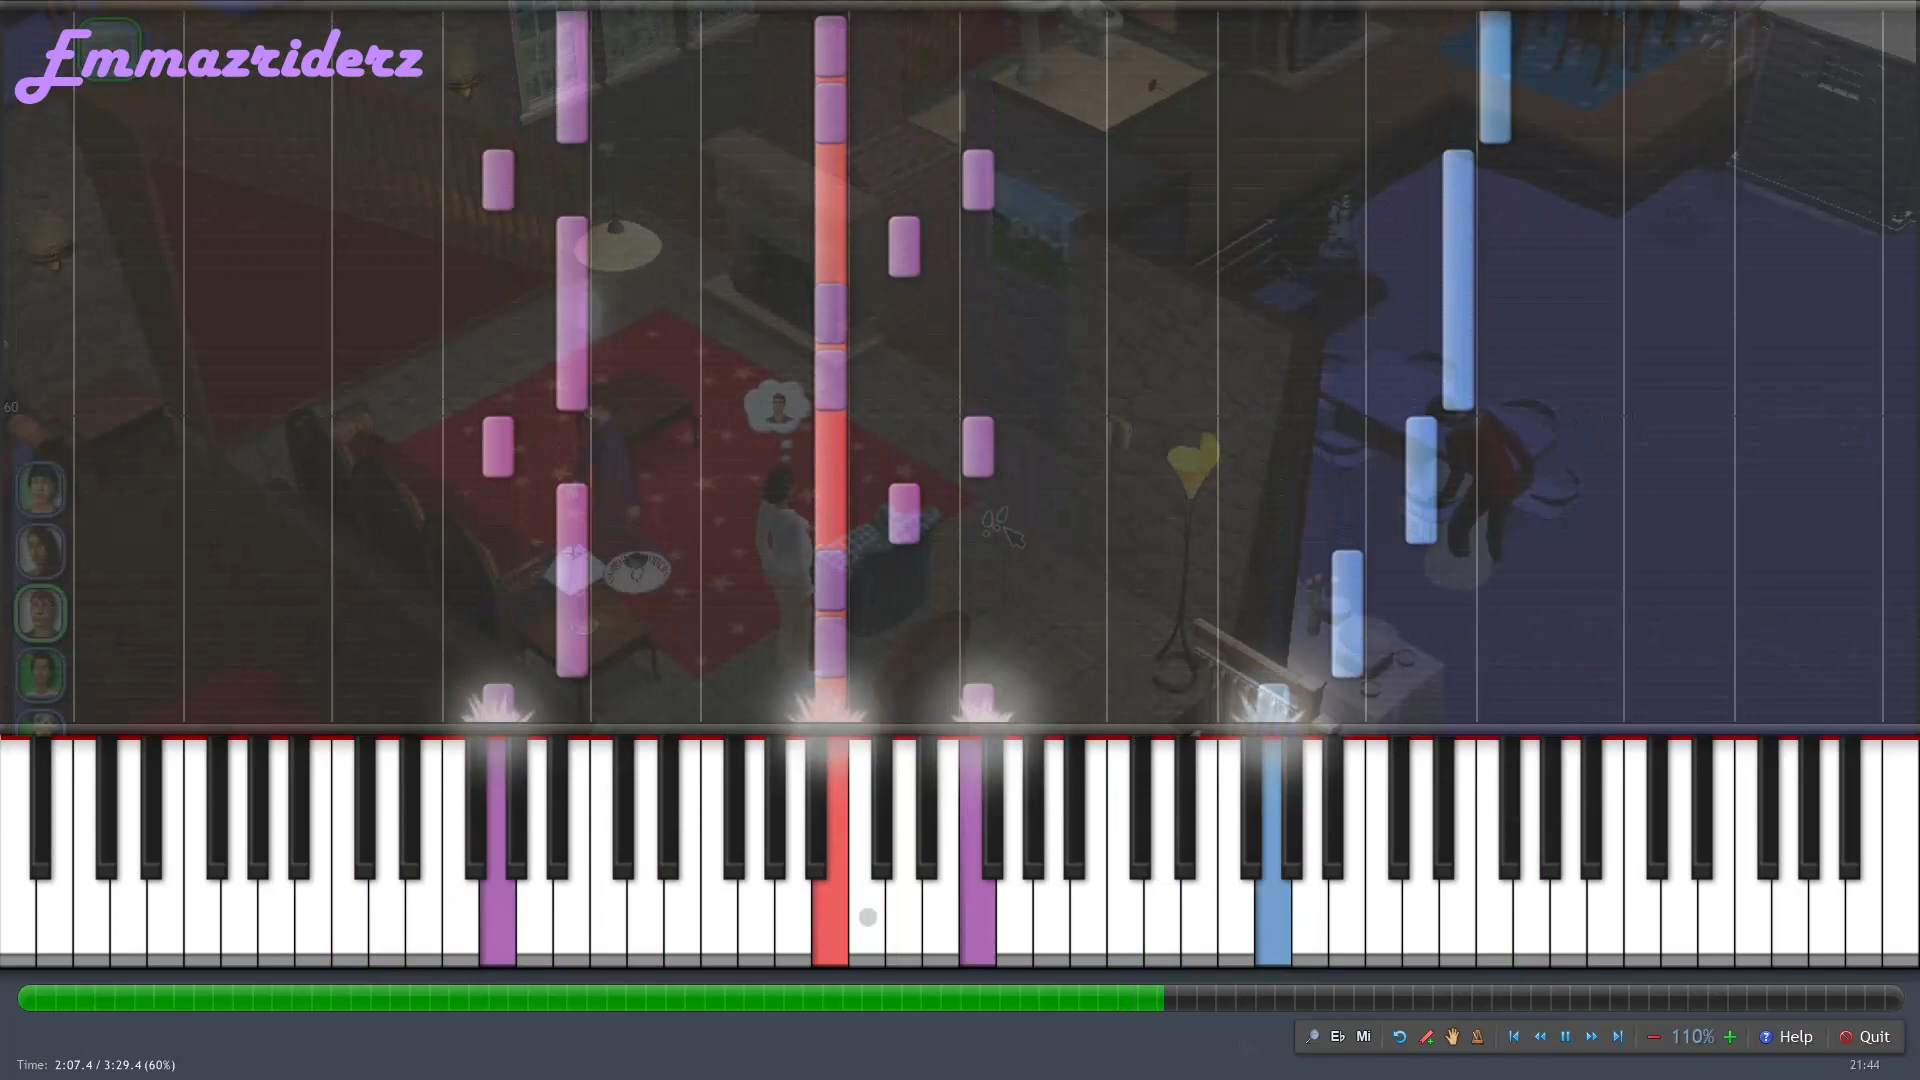 Emmazriderz
60
Eb Mi 110% Help Quit
Time: 2:07.4 / 3:29.4 (60%)
21:44